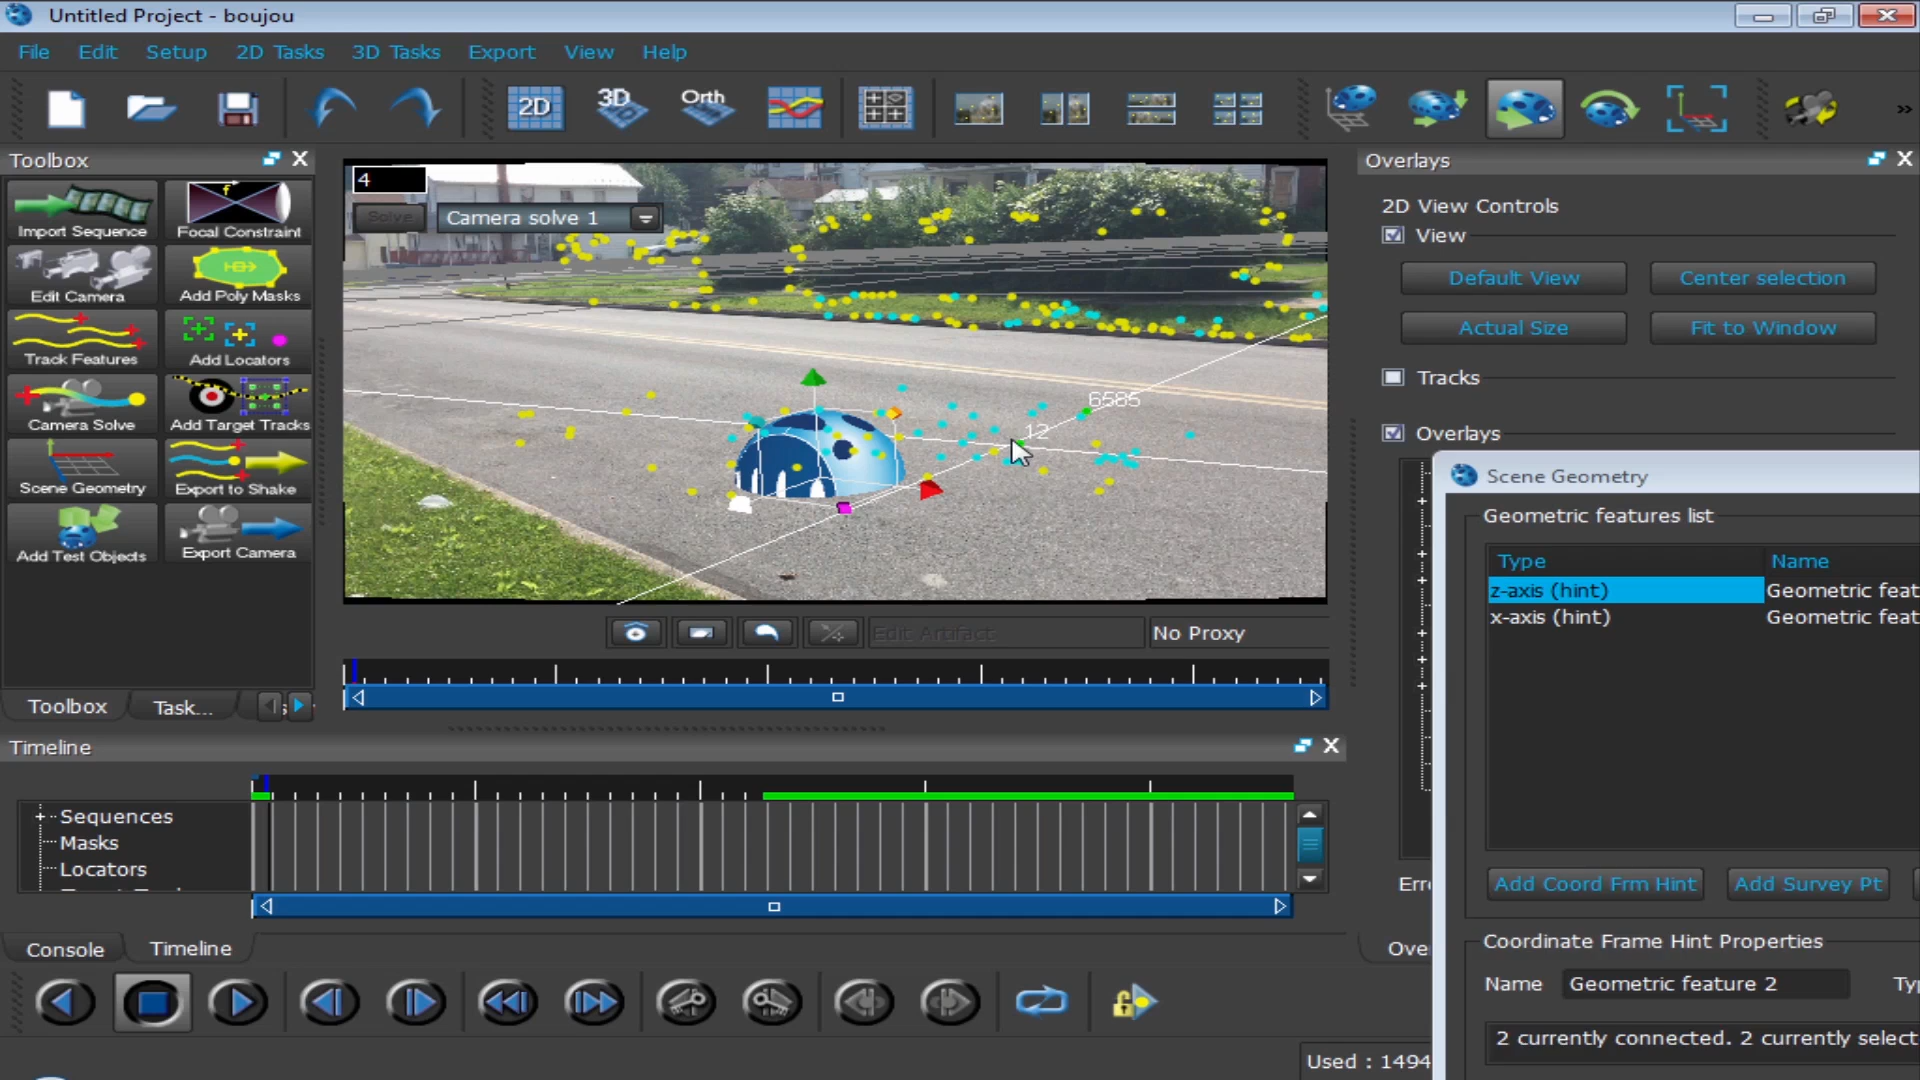 Untitled Project - boujou
File Edit Setup 2D Tasks 3D Tasks Export View Help
2D 3D Orth
»
Toolbox
Import Sequence
Focal Constraint
Edit Camera
Add Poly Masks
Track Features
Add Locators
Camera Solve
Add Target Tracks
Scene Geometry
Export to Shake
Add Test Objects
Export Camera
Toolbox Task...
4
Solve Camera solve 1
6585
12
Edit Artifact No Proxy
Overlays
2D View Controls
View
Default View Center selection
Actual Size Fit to Window
Tracks
Overlays
Scene Geometry
Geometric features list
Type Name
z-axis (hint) Geometric feat
x-axis (hint) Geometric feat
Add Coord Frm Hint Add Survey Pt
Erro
Coordinate Frame Hint Properties
Over
Name Geometric feature 2 Typ
2 currently connected. 2 currently select
Timeline
Sequences
Masks
Locators
Console Timeline
Used : 1494